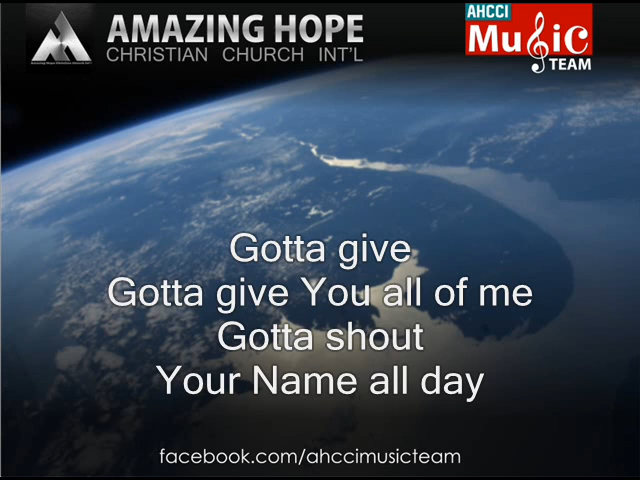 AMAZING HOPE
CHRISTIAN CHURCH INT'L
AHCCI
Music
TEAM
Gotta give
Gotta give You all of me
Gotta shout
Your Name all day
facebook.com/ahccimusicteam